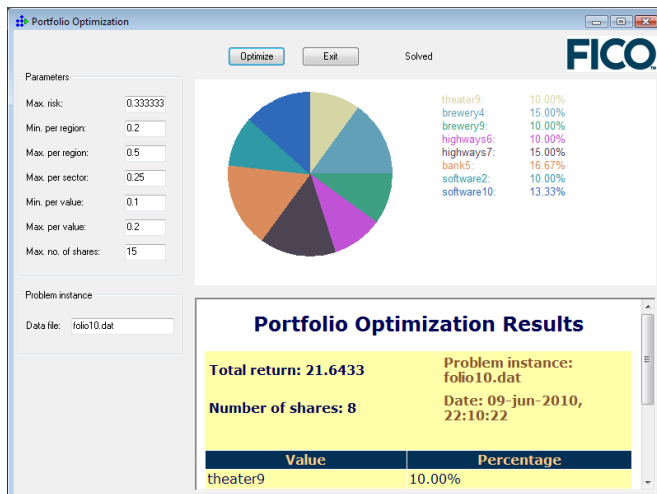 Portfolio Optimization
Optimize
Exit
Solved
FICO™
Parameters
Max. risk: 0.333333
Min. per region: 0.2
Max. per region: 0.5
Max. per sector: 0.25
Min. per value: 0.1
Max. per value: 0.2
Max. no. of shares: 15
Problem instance
Data file: folio10.dat
theater9: 10.00%
brewery4: 15.00%
brewery9: 10.00%
highways6: 10.00%
highways7: 15.00%
bank5: 16.67%
software2: 10.00%
software10: 13.33%
Portfolio Optimization Results
Total return: 21.6433
Problem instance:
folio10.dat
Number of shares: 8
Date: 09-jun-2010,
22:10:22
Value Percentage
theater9 10.00%